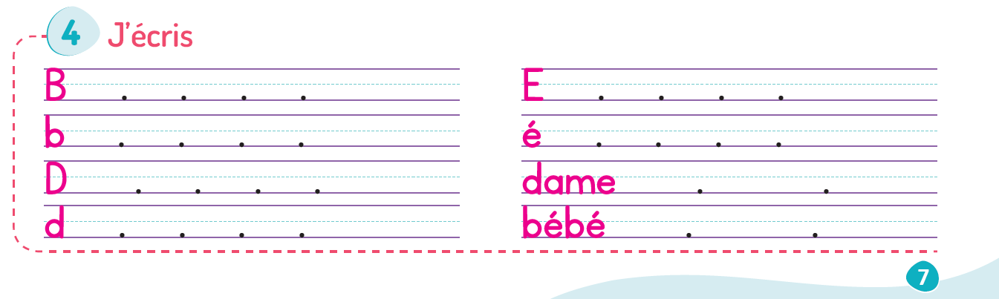 4 J'écris
B . . . .
b . . . .
D . . . .
d . . . .
E . . . .
é . . . .
dame . .
bébé . .
7